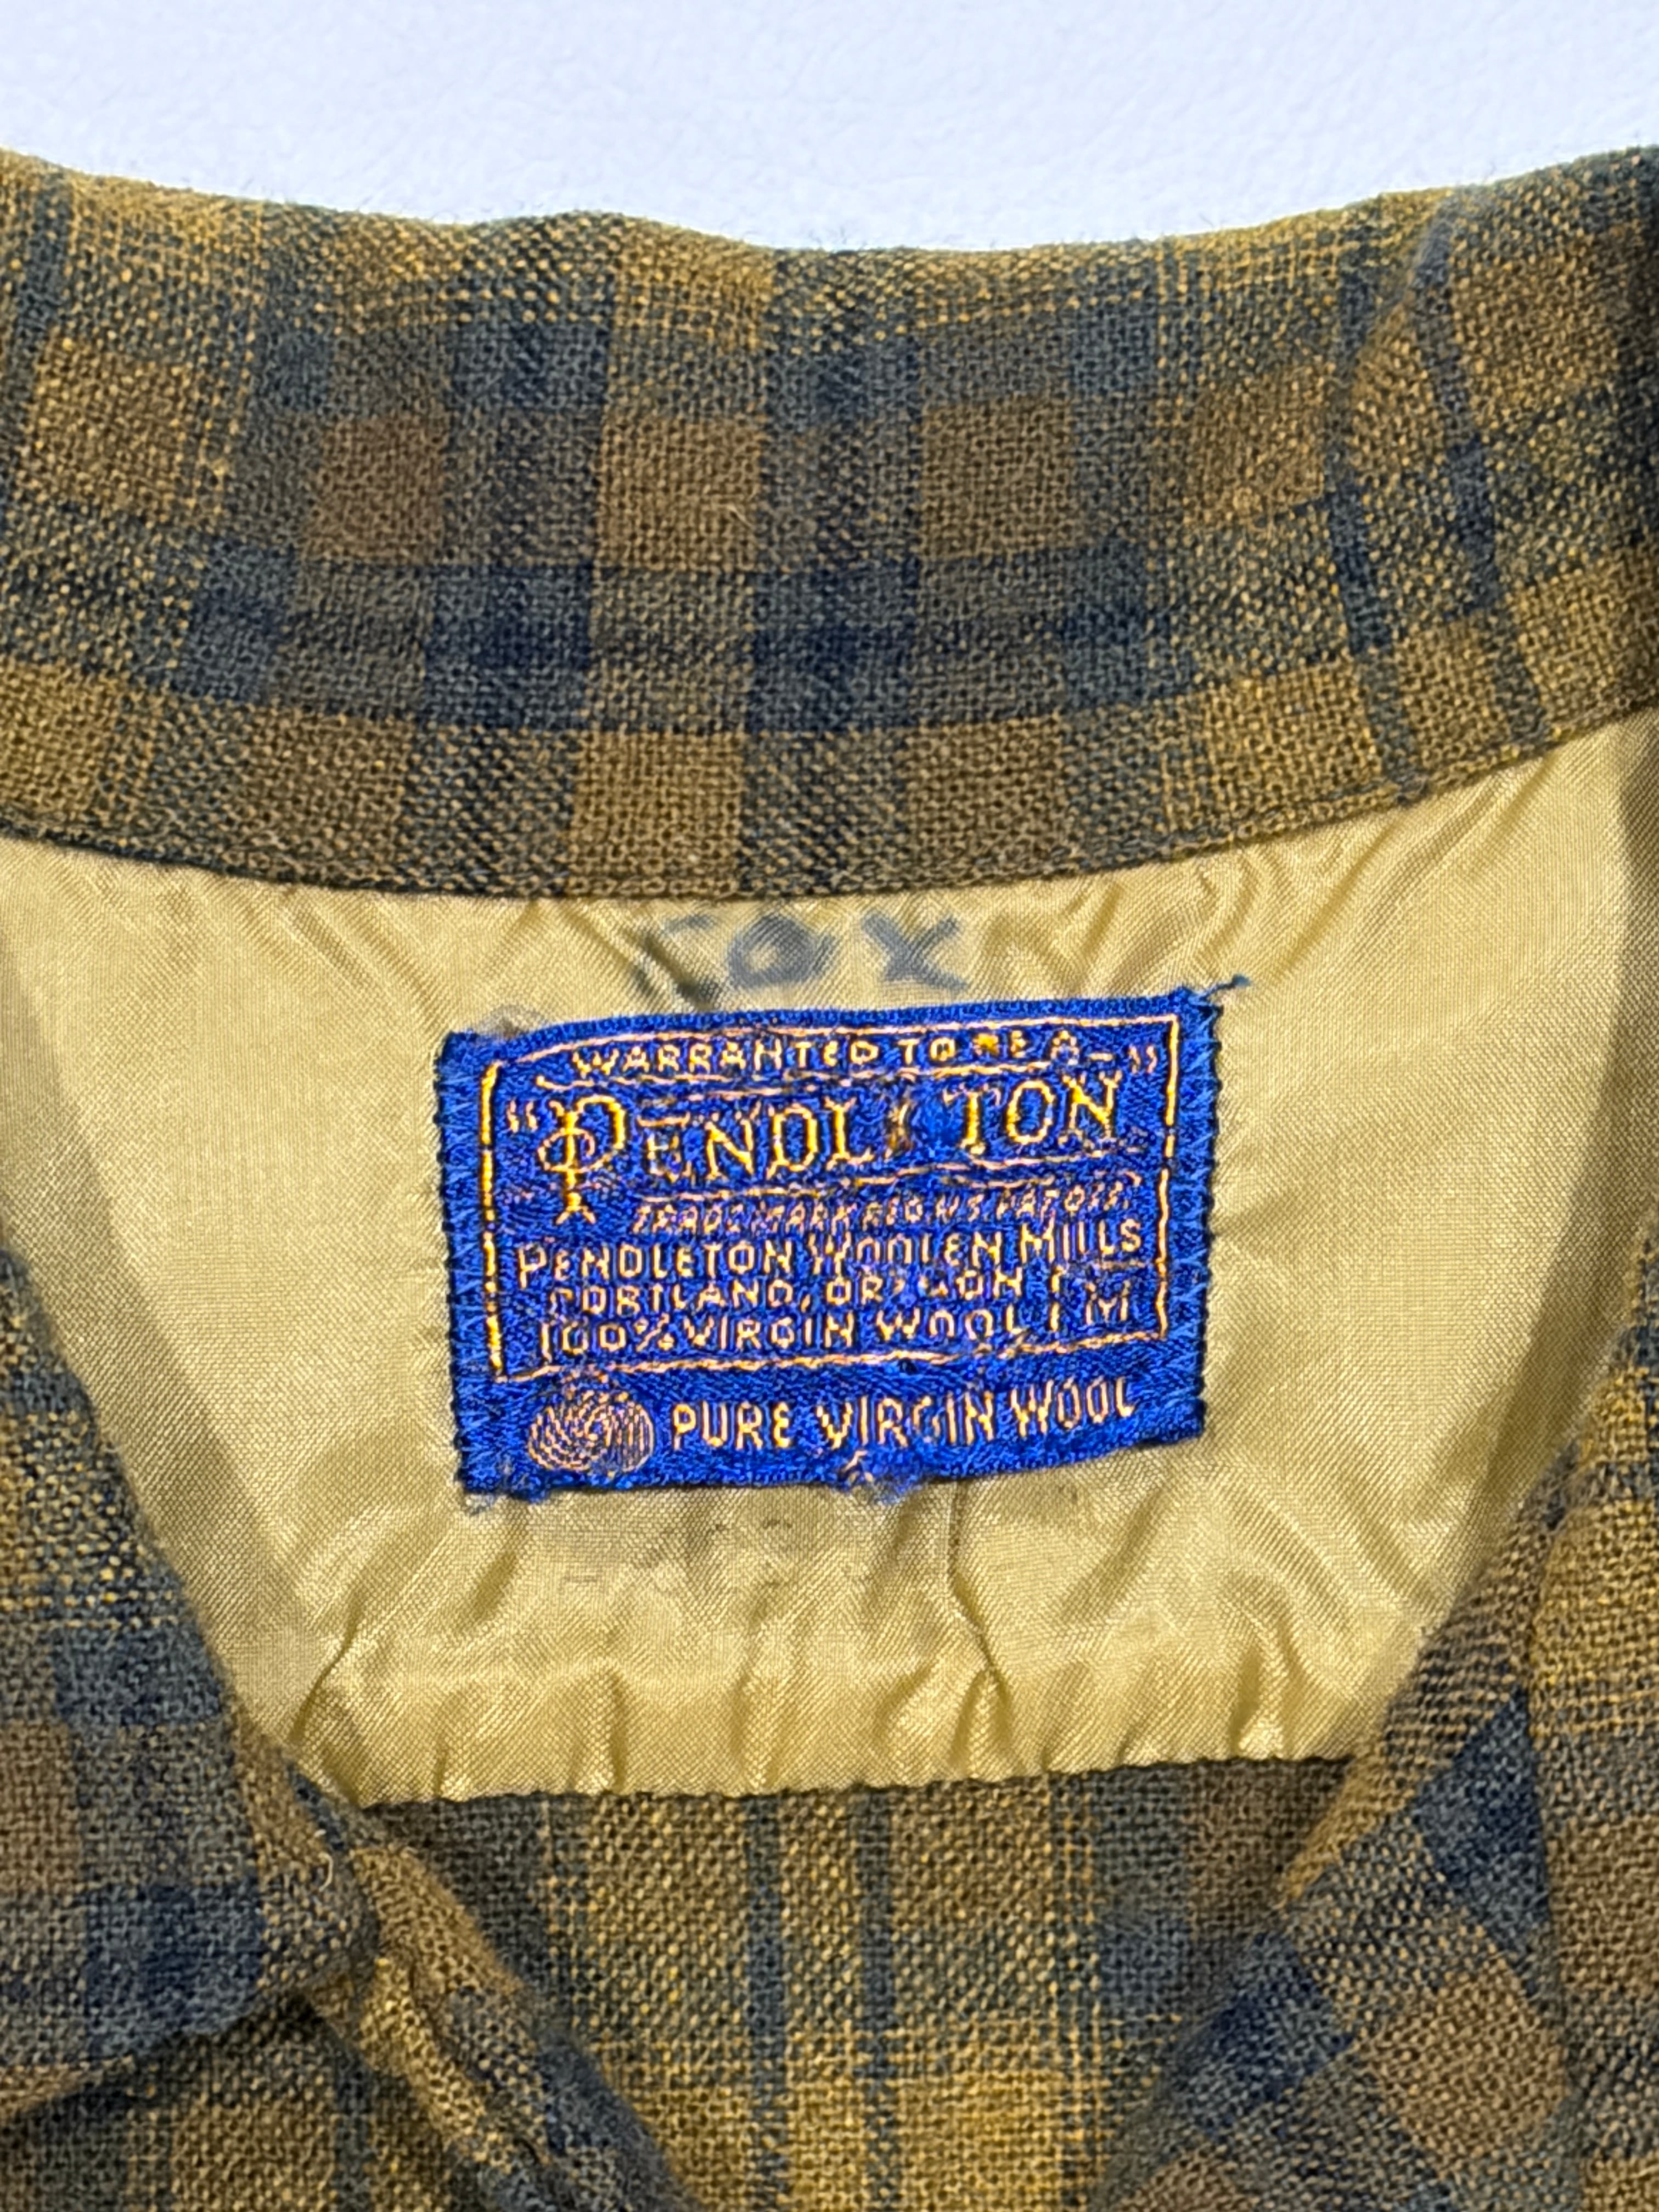 OX
WARRANTED TO BE A-"
"PENDLETON
TRADEMARK REG. U.S. PAT. OFF.
PENDLETON WOOLEN MILLS
PORTLAND, OREGON
100% VIRGIN WOOL M
PURE VIRGIN WOOL